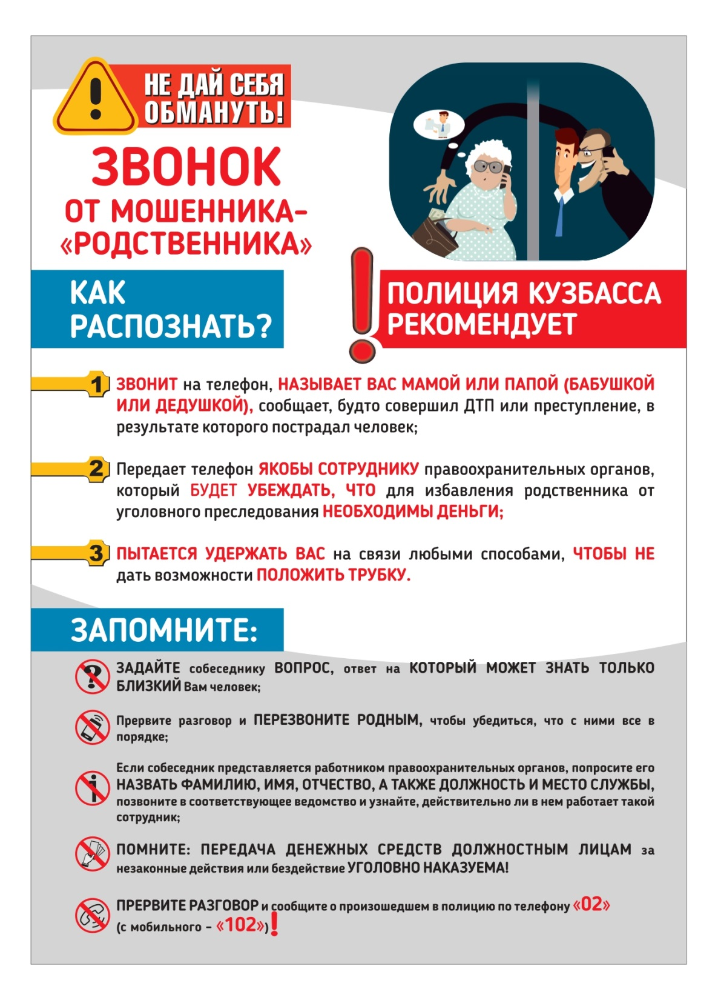 НЕ ДАЙ СЕБЯ
ОБМАНУТЬ!
ЗВОНОК
ОТ МОШЕННИКА–
«РОДСТВЕННИКА»
КАК
РАСПОЗНАТЬ?
ПОЛИЦИЯ КУЗБАССА
РЕКОМЕНДУЕТ
1 ЗВОНИТ на телефон, НАЗЫВАЕТ ВАС МАМОЙ ИЛИ ПАПОЙ (БАБУШКОЙ
ИЛИ ДЕДУШКОЙ), сообщает, будто совершил ДТП или преступление, в
результате которого пострадал человек;
2 Передает телефон ЯКОБЫ СОТРУДНИКУ правоохранительных органов,
который БУДЕТ УБЕЖДАТЬ, ЧТО для избавления родственника от
уголовного преследования НЕОБХОДИМЫ ДЕНЬГИ;
3 ПЫТАЕТСЯ УДЕРЖАТЬ ВАС на связи любыми способами, ЧТОБЫ НЕ
дать возможности ПОЛОЖИТЬ ТРУБКУ.
ЗАПОМНИТЕ:
ЗАДАЙТЕ собеседнику ВОПРОС, ответ на КОТОРЫЙ МОЖЕТ ЗНАТЬ ТОЛЬКО
БЛИЗКИЙ Вам человек;
Прервите разговор и ПЕРЕЗВОНИТЕ РОДНЫМ, чтобы убедиться, что с ними все в
порядке;
Если собеседник представляется работником правоохранительных органов, попросите его
НАЗВАТЬ ФАМИЛИЮ, ИМЯ, ОТЧЕСТВО, А ТАКЖЕ ДОЛЖНОСТЬ И МЕСТО СЛУЖБЫ,
позвоните в соответствующее ведомство и узнайте, действительно ли в нем работает такой
сотрудник;
ПОМНИТЕ: ПЕРЕДАЧА ДЕНЕЖНЫХ СРЕДСТВ ДОЛЖНОСТНЫМ ЛИЦАМ за
незаконные действия или бездействие УГОЛОВНО НАКАЗУЕМА!
ПРЕРВИТЕ РАЗГОВОР и сообщите о произошедшем в полицию по телефону «02»
(с мобильного – «102»)!